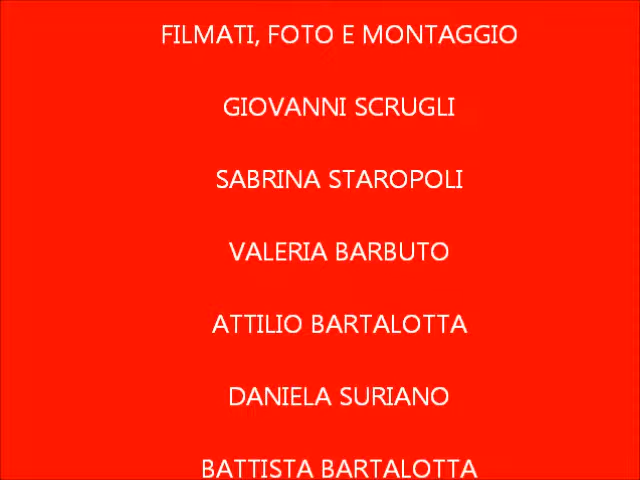 FILMATI, FOTO E MONTAGGIO
GIOVANNI SCRUGLI
SABRINA STAROPOLI
VALERIA BARBUTO
ATTILIO BARTALOTTA
DANIELA SURIANO
BATTISTA BARTALOTTA